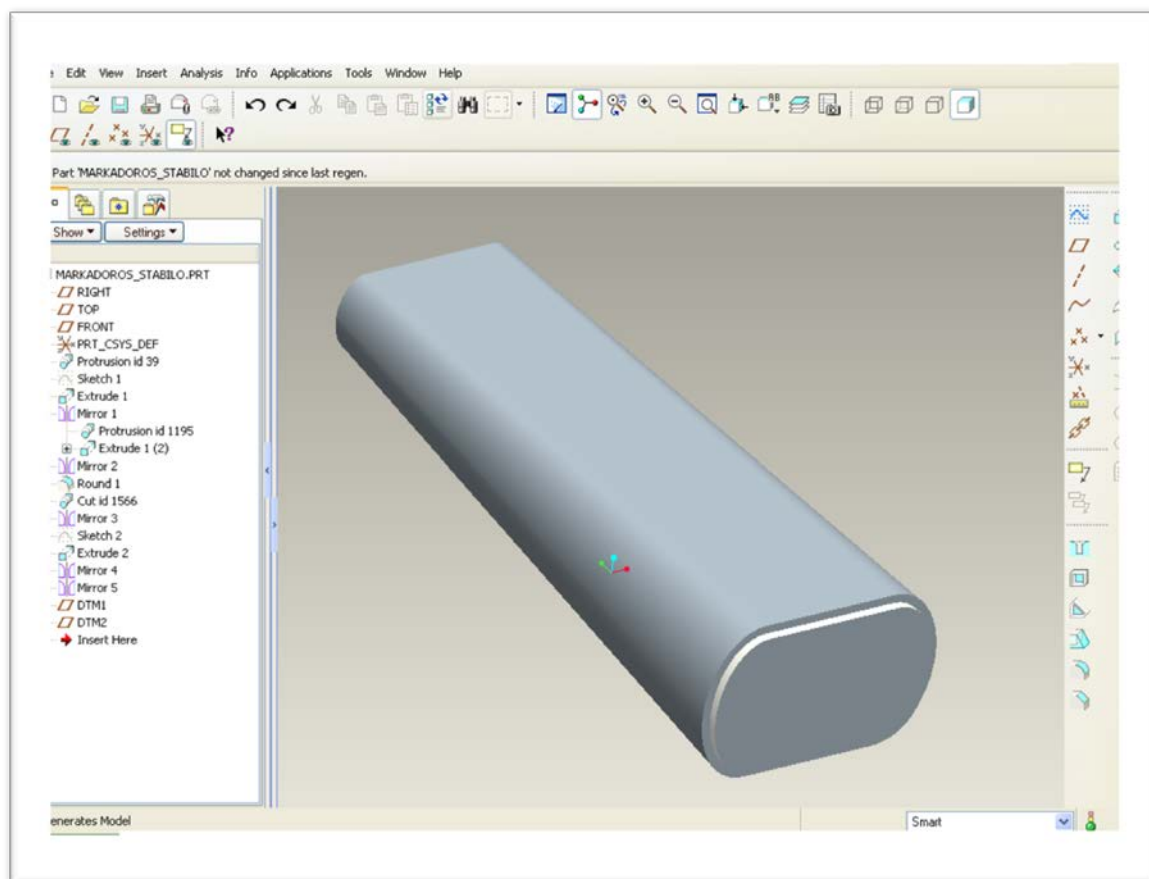 Edit View Insert Analysis Info Applications Tools Window Help
Part 'MARKADOROS_STABILO' not changed since last regen.
Show Settings
MARKADOROS_STABILO.PRT
RIGHT
TOP
FRONT
PRT_CSYS_DEF
Protrusion id 39
Sketch 1
Extrude 1
Mirror 1
Protrusion id 1195
Extrude 1 (2)
Mirror 2
Round 1
Cut id 1566
Mirror 3
Sketch 2
Extrude 2
Mirror 4
Mirror 5
DTM1
DTM2
Insert Here
enerates Model
Smart